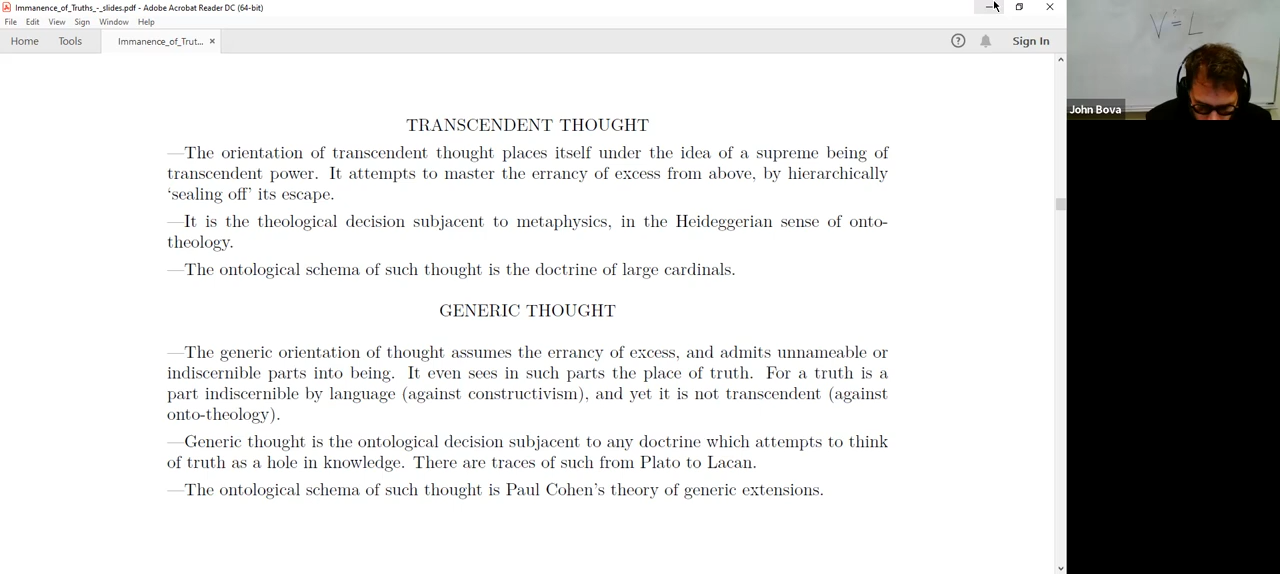 Immanence_of_Truths_-_slides.pdf - Adobe Acrobat Reader DC (64-bit)
File Edit View Sign Window Help
Home Tools Immanence_of_Trut... × Sign In
TRANSCENDENT THOUGHT
—The orientation of transcendent thought places itself under the idea of a supreme being of
transcendent power. It attempts to master the errancy of excess from above, by hierarchically
‘sealing off’ its escape.
—It is the theological decision subjacent to metaphysics, in the Heideggerian sense of onto-
theology.
—The ontological schema of such thought is the doctrine of large cardinals.
GENERIC THOUGHT
—The generic orientation of thought assumes the errancy of excess, and admits unnameable or
indiscernible parts into being. It even sees in such parts the place of truth. For a truth is a
part indiscernible by language (against constructivism), and yet it is not transcendent (against
onto-theology).
—Generic thought is the ontological decision subjacent to any doctrine which attempts to think
of truth as a hole in knowledge. There are traces of such from Plato to Lacan.
—The ontological schema of such thought is Paul Cohen’s theory of generic extensions.
V = L
John Bova